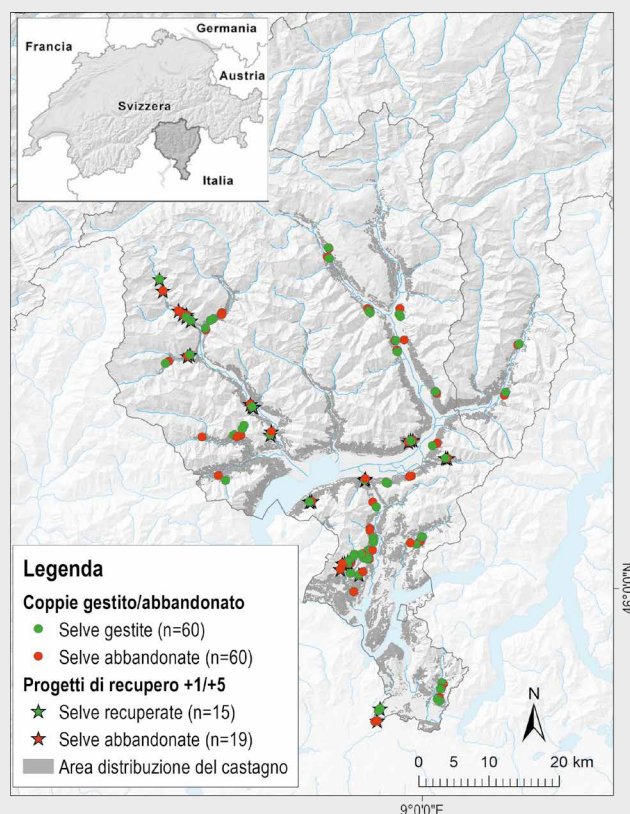 Germania
Francia
Austria
Svizzera
Italia
Legenda
Coppie gestito/abbandonato
Selve gestite (n=60)
Selve abbandonate (n=60)
Progetti di recupero +1/+5
Selve recuperate (n=15)
Selve abbandonate (n=19)
Area distribuzione del castagno
N
0 5 10 20 km
46°0'0"N
9°0'0"E